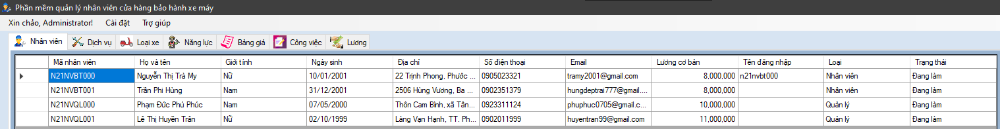 Phần mềm quản lý nhân viên cửa hàng bảo hành xe máy
Xin chào, Administrator! Cài đặt Trợ giúp
Nhân viên Dịch vụ Loại xe Năng lực Bảng giá Công việc Lương
Mã nhân viên Họ và tên Giới tính Ngày sinh Địa chỉ Số điện thoại Email Lương cơ bản Tên đăng nhập Loại Trạng thái
N21NVBT000 Nguyễn Thị Trà My Nữ 10/01/2001 22 Trịnh Phong, Phước ... 0905023321 tramy2001@gmail.com 8,000,000 n21nvbt000 Nhân viên Đang làm
N21NVBT001 Trần Phi Hùng Nam 31/12/2001 2506 Hùng Vương, Ba ... 0902351379 hungdeptrai777@gmail.... 8,000,000 Nhân viên Đang làm
N21NVQL000 Phạm Đức Phú Phúc Nam 07/05/2000 Thôn Cam Bình, xã Tân... 0923311124 phuphuc0705@gmail.c... 10,000,000 Quản lý Đang làm
N21NVQL001 Lê Thị Huyền Trân Nữ 02/10/1999 Làng Vạn Hạnh, TT. Ph... 0902011999 huyentran99@gmail.com 11,000,000 Quản lý Đang làm